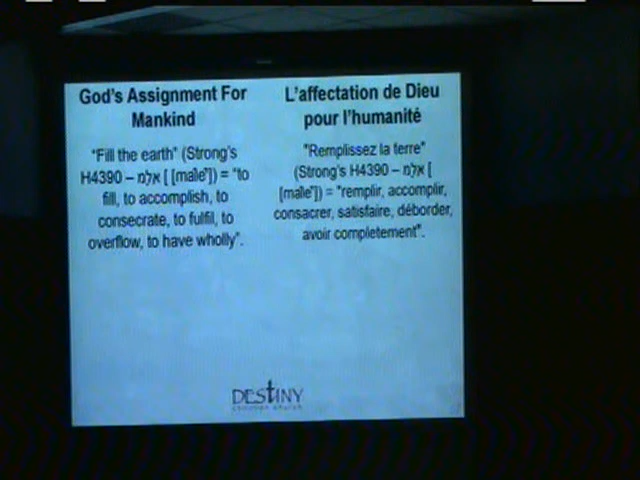 God's Assignment For
Mankind
"Fill the earth" (Strong's
H4390 – אלמ [ [male']) = "to
fill, to accomplish, to
consecrate, to fulfil, to
overflow, to have wholly".
L'affectation de Dieu
pour l'humanité
"Remplissez la terre"
(Strong's H4390 – אלמ [
[male']) = "remplir, accomplir,
consacrer, satisfaire, déborder,
avoir completement".
DESTINY